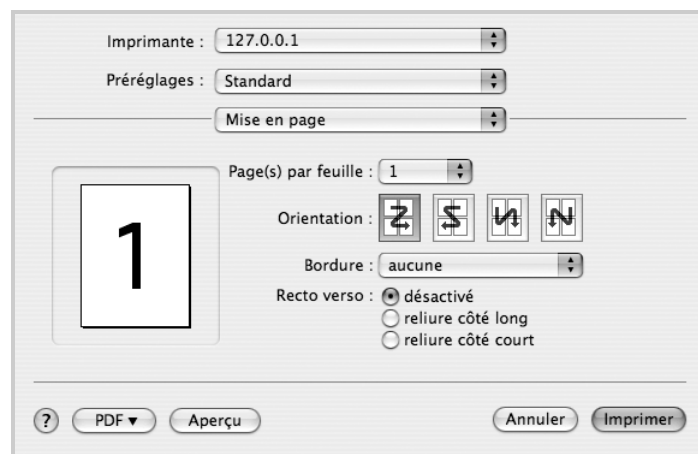 Imprimante : 127.0.0.1
Préréglages : Standard
Mise en page
Page(s) par feuille : 1
1
Orientation :
Bordure : aucune
Recto verso : désactivé
reliure côté long
reliure côté court
? PDF ▼ Aperçu Annuler Imprimer